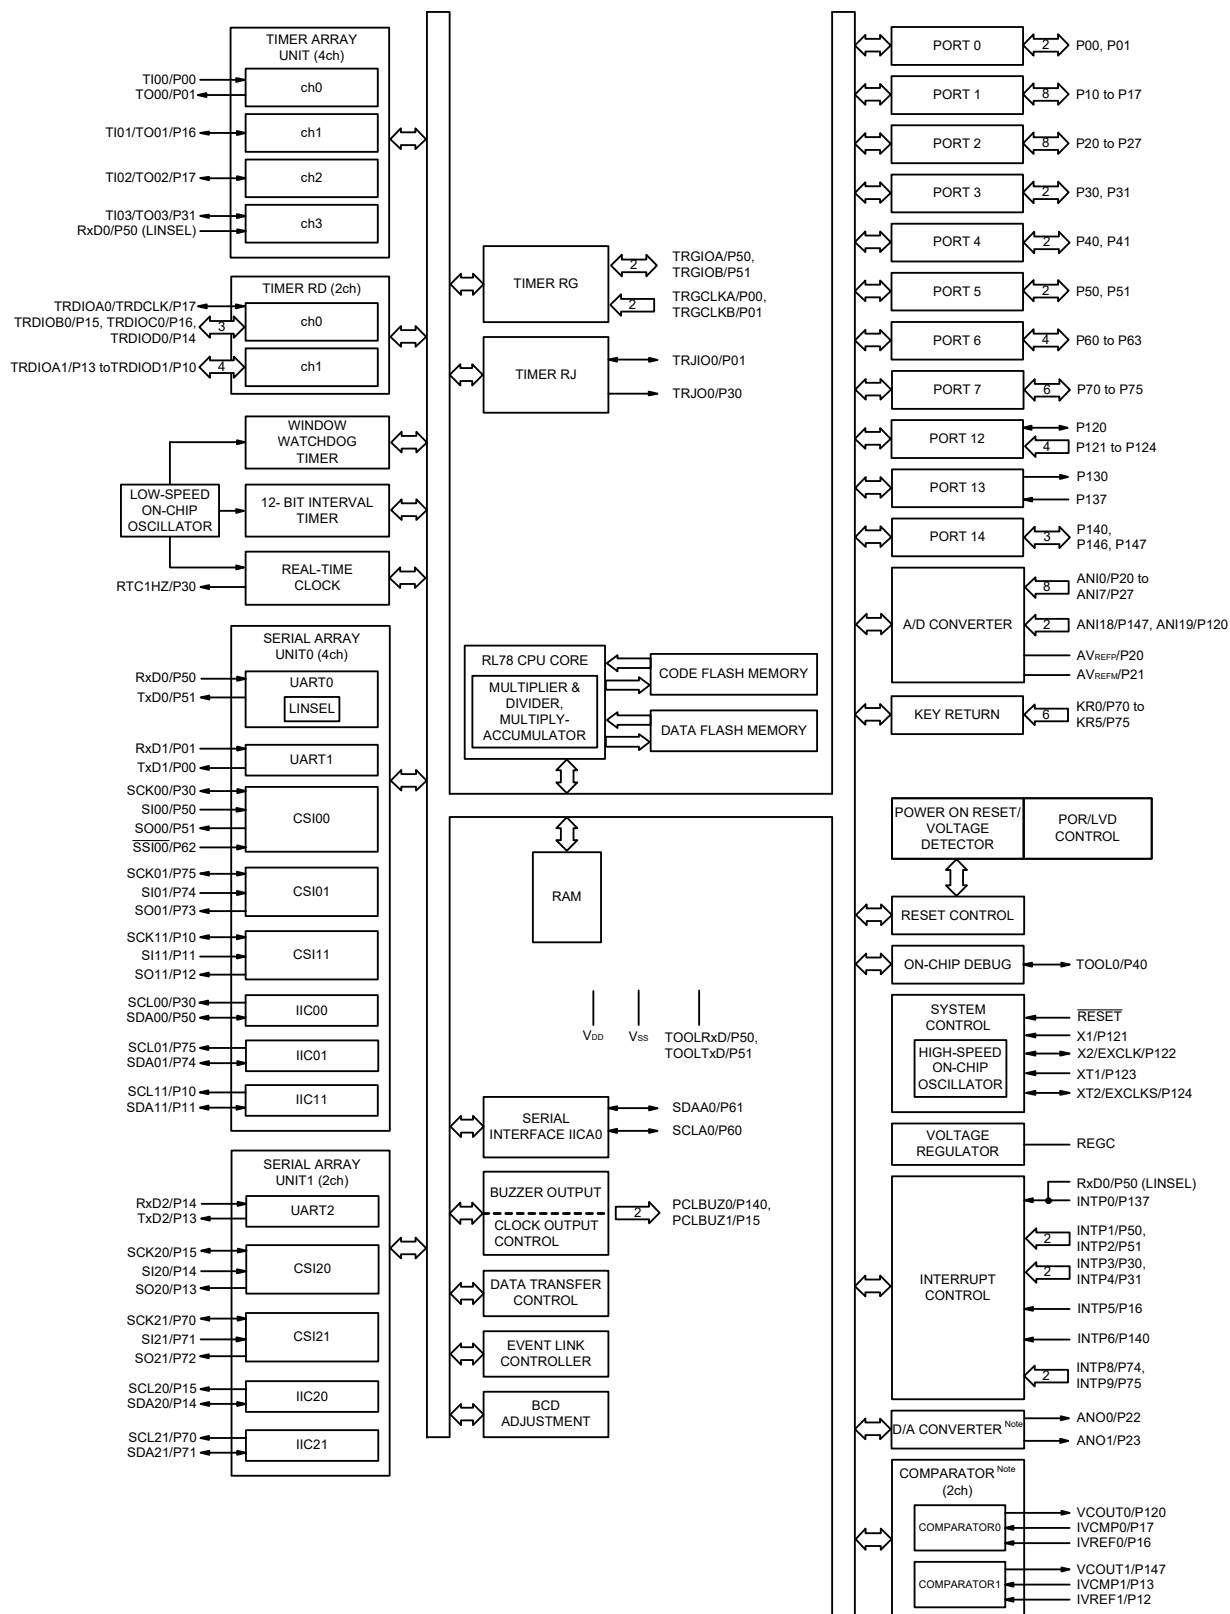 TIMER ARRAY
UNIT (4ch)
TI00/P00
TO00/P01
ch0
TI01/TO01/P16
ch1
TI02/TO02/P17
ch2
TI03/TO03/P31
RxD0/P50 (LINSEL)
ch3
TIMER RD (2ch)
TRDIOA0/TRDCLK/P17
TRDIOB0/P15, TRDIOC0/P16,
TRDIOD0/P14
3
ch0
TRDIOA1/P13 toTRDIOD1/P10
4
ch1
WINDOW
WATCHDOG
TIMER
LOW-SPEED
ON-CHIP
OSCILLATOR
12- BIT INTERVAL
TIMER
RTC1HZ/P30
REAL-TIME
CLOCK
SERIAL ARRAY
UNIT0 (4ch)
RxD0/P50
TxD0/P51
UART0
LINSEL
RxD1/P01
TxD1/P00
UART1
SCK00/P30
SI00/P50
SO00/P51
SSI00/P62
CSI00
SCK01/P75
SI01/P74
SO01/P73
CSI01
SCK11/P10
SI11/P11
SO11/P12
CSI11
SCL00/P30
SDA00/P50
IIC00
SCL01/P75
SDA01/P74
IIC01
SCL11/P10
SDA11/P11
IIC11
SERIAL ARRAY
UNIT1 (2ch)
RxD2/P14
TxD2/P13
UART2
SCK20/P15
SI20/P14
SO20/P13
CSI20
SCK21/P70
SI21/P71
SO21/P72
CSI21
SCL20/P15
SDA20/P14
IIC20
SCL21/P70
SDA21/P71
IIC21
TIMER RG
2
TRGIOA/P50,
TRGIOB/P51
2
TRGCLKA/P00,
TRGCLKB/P01
TIMER RJ
TRJIO0/P01
TRJO0/P30
RL78 CPU CORE
MULTIPLIER &
DIVIDER,
MULTIPLY-
ACCUMULATOR
CODE FLASH MEMORY
DATA FLASH MEMORY
RAM
VDD
VSS
TOOLRxD/P50,
TOOLTxD/P51
SERIAL
INTERFACE IICA0
SDAA0/P61
SCLA0/P60
BUZZER OUTPUT
CLOCK OUTPUT
CONTROL
2
PCLBUZ0/P140,
PCLBUZ1/P15
DATA TRANSFER
CONTROL
EVENT LINK
CONTROLLER
BCD
ADJUSTMENT
PORT 0
2
P00, P01
PORT 1
8
P10 to P17
PORT 2
8
P20 to P27
PORT 3
2
P30, P31
PORT 4
2
P40, P41
PORT 5
2
P50, P51
PORT 6
4
P60 to P63
PORT 7
6
P70 to P75
PORT 12
P120
4
P121 to P124
PORT 13
P130
P137
PORT 14
3
P140,
P146, P147
A/D CONVERTER
8
ANI0/P20 to
ANI7/P27
2
ANI18/P147, ANI19/P120
AVREFP/P20
AVREFM/P21
KEY RETURN
6
KR0/P70 to
KR5/P75
POWER ON RESET/
VOLTAGE
DETECTOR
POR/LVD
CONTROL
RESET CONTROL
ON-CHIP DEBUG
TOOL0/P40
SYSTEM
CONTROL
HIGH-SPEED
ON-CHIP
OSCILLATOR
RESET
X1/P121
X2/EXCLK/P122
XT1/P123
XT2/EXCLKS/P124
VOLTAGE
REGULATOR
REGC
INTERRUPT
CONTROL
RxD0/P50 (LINSEL)
INTP0/P137
2
INTP1/P50,
INTP2/P51
2
INTP3/P30,
INTP4/P31
INTP5/P16
INTP6/P140
2
INTP8/P74,
INTP9/P75
D/A CONVERTER Note
ANO0/P22
ANO1/P23
COMPARATOR Note
(2ch)
COMPARATOR0
VCOUT0/P120
IVCMP0/P17
IVREF0/P16
COMPARATOR1
VCOUT1/P147
IVCMP1/P13
IVREF1/P12